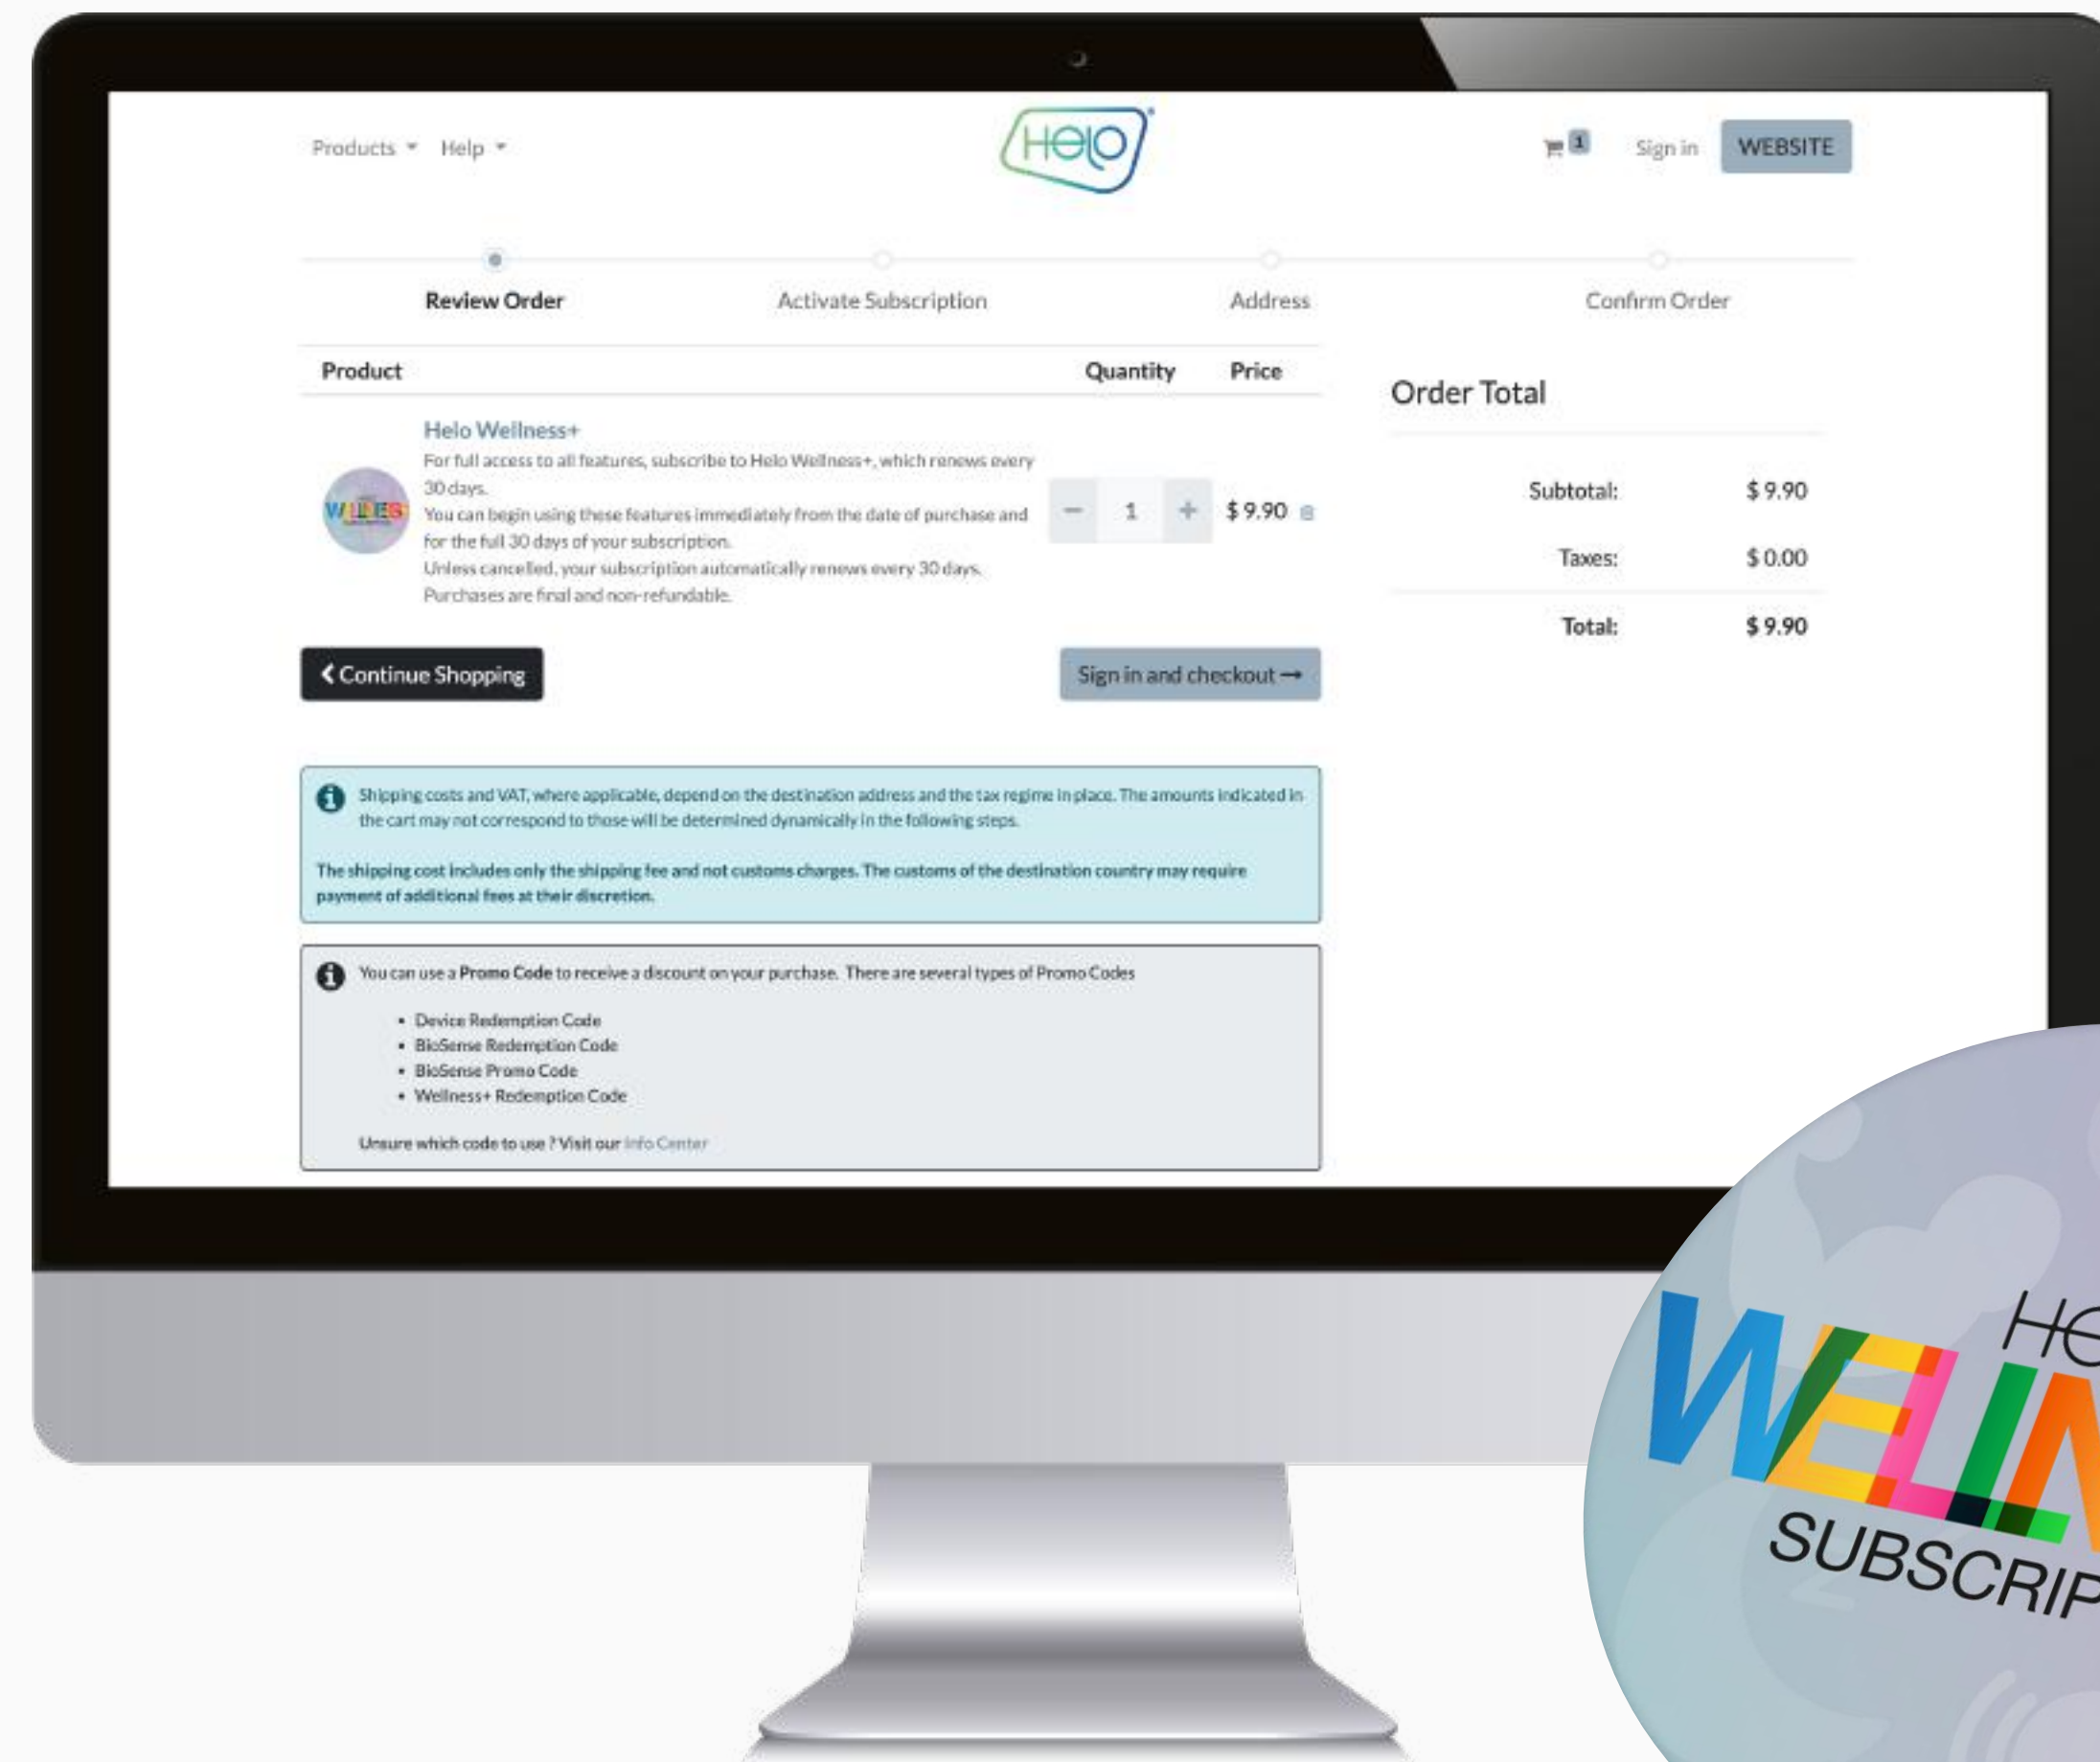 Products Help
Helo
1 Sign in WEBSITE
Review Order Activate Subscription Address Confirm Order
Product Quantity Price
Helo Wellness+
For full access to all features, subscribe to Helo Wellness+, which renews every
30 days.
You can begin using these features immediately from the date of purchase and
for the full 30 days of your subscription.
Unless cancelled, your subscription automatically renews every 30 days.
Purchases are final and non-refundable.
1 $ 9.90
Order Total
Subtotal: $ 9.90
Taxes: $ 0.00
Total: $ 9.90
Continue Shopping
Sign in and checkout →
Shipping costs and VAT, where applicable, depend on the destination address and the tax regime in place. The amounts indicated in
the cart may not correspond to those will be determined dynamically in the following steps.
The shipping cost includes only the shipping fee and not customs charges. The customs of the destination country may require
payment of additional fees at their discretion.
You can use a Promo Code to receive a discount on your purchase. There are several types of Promo Codes
• Device Redemption Code
• BioSense Redemption Code
• BioSense Promo Code
• Wellness+ Redemption Code
Unsure which code to use ? Visit our Info Center
He
WELLN
SUBSCRIP